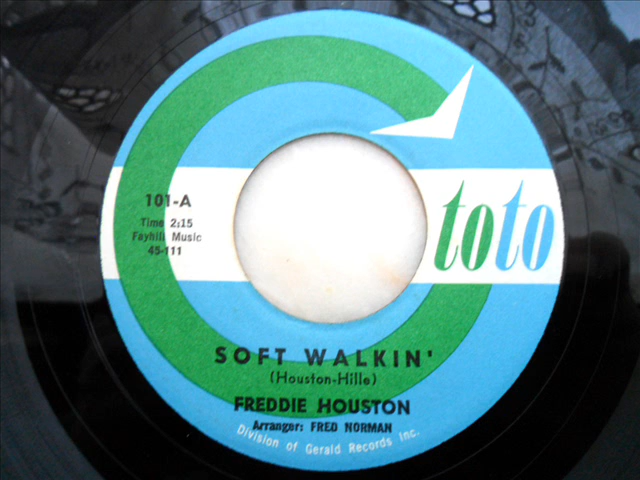 101-A
Time 2:15
Fayhill Music
45-111
toto
SOFT WALKIN'
(Houston-Hille)
FREDDIE HOUSTON
Arranger: FRED NORMAN
Division of Gerald Records Inc.